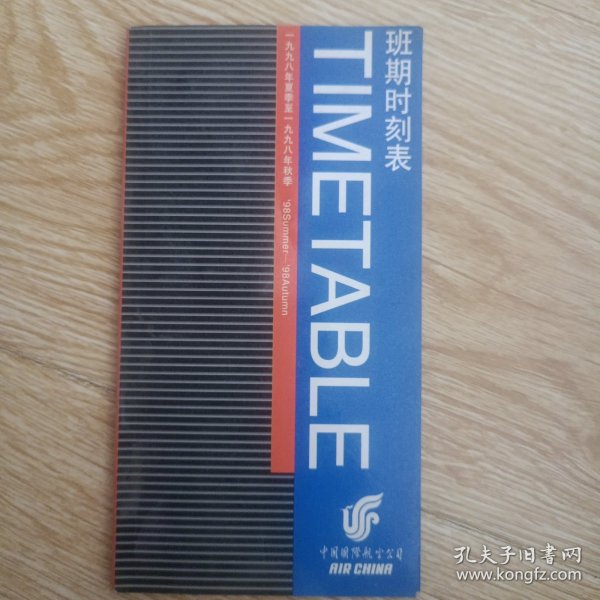 班期时刻表
TIMETABLE
一九九八年夏季至一九九八年秋季 '98Summer—'98Autumn
中国国際航空公司
AIR CHINA
孔夫子旧书网
www.kongfz.com